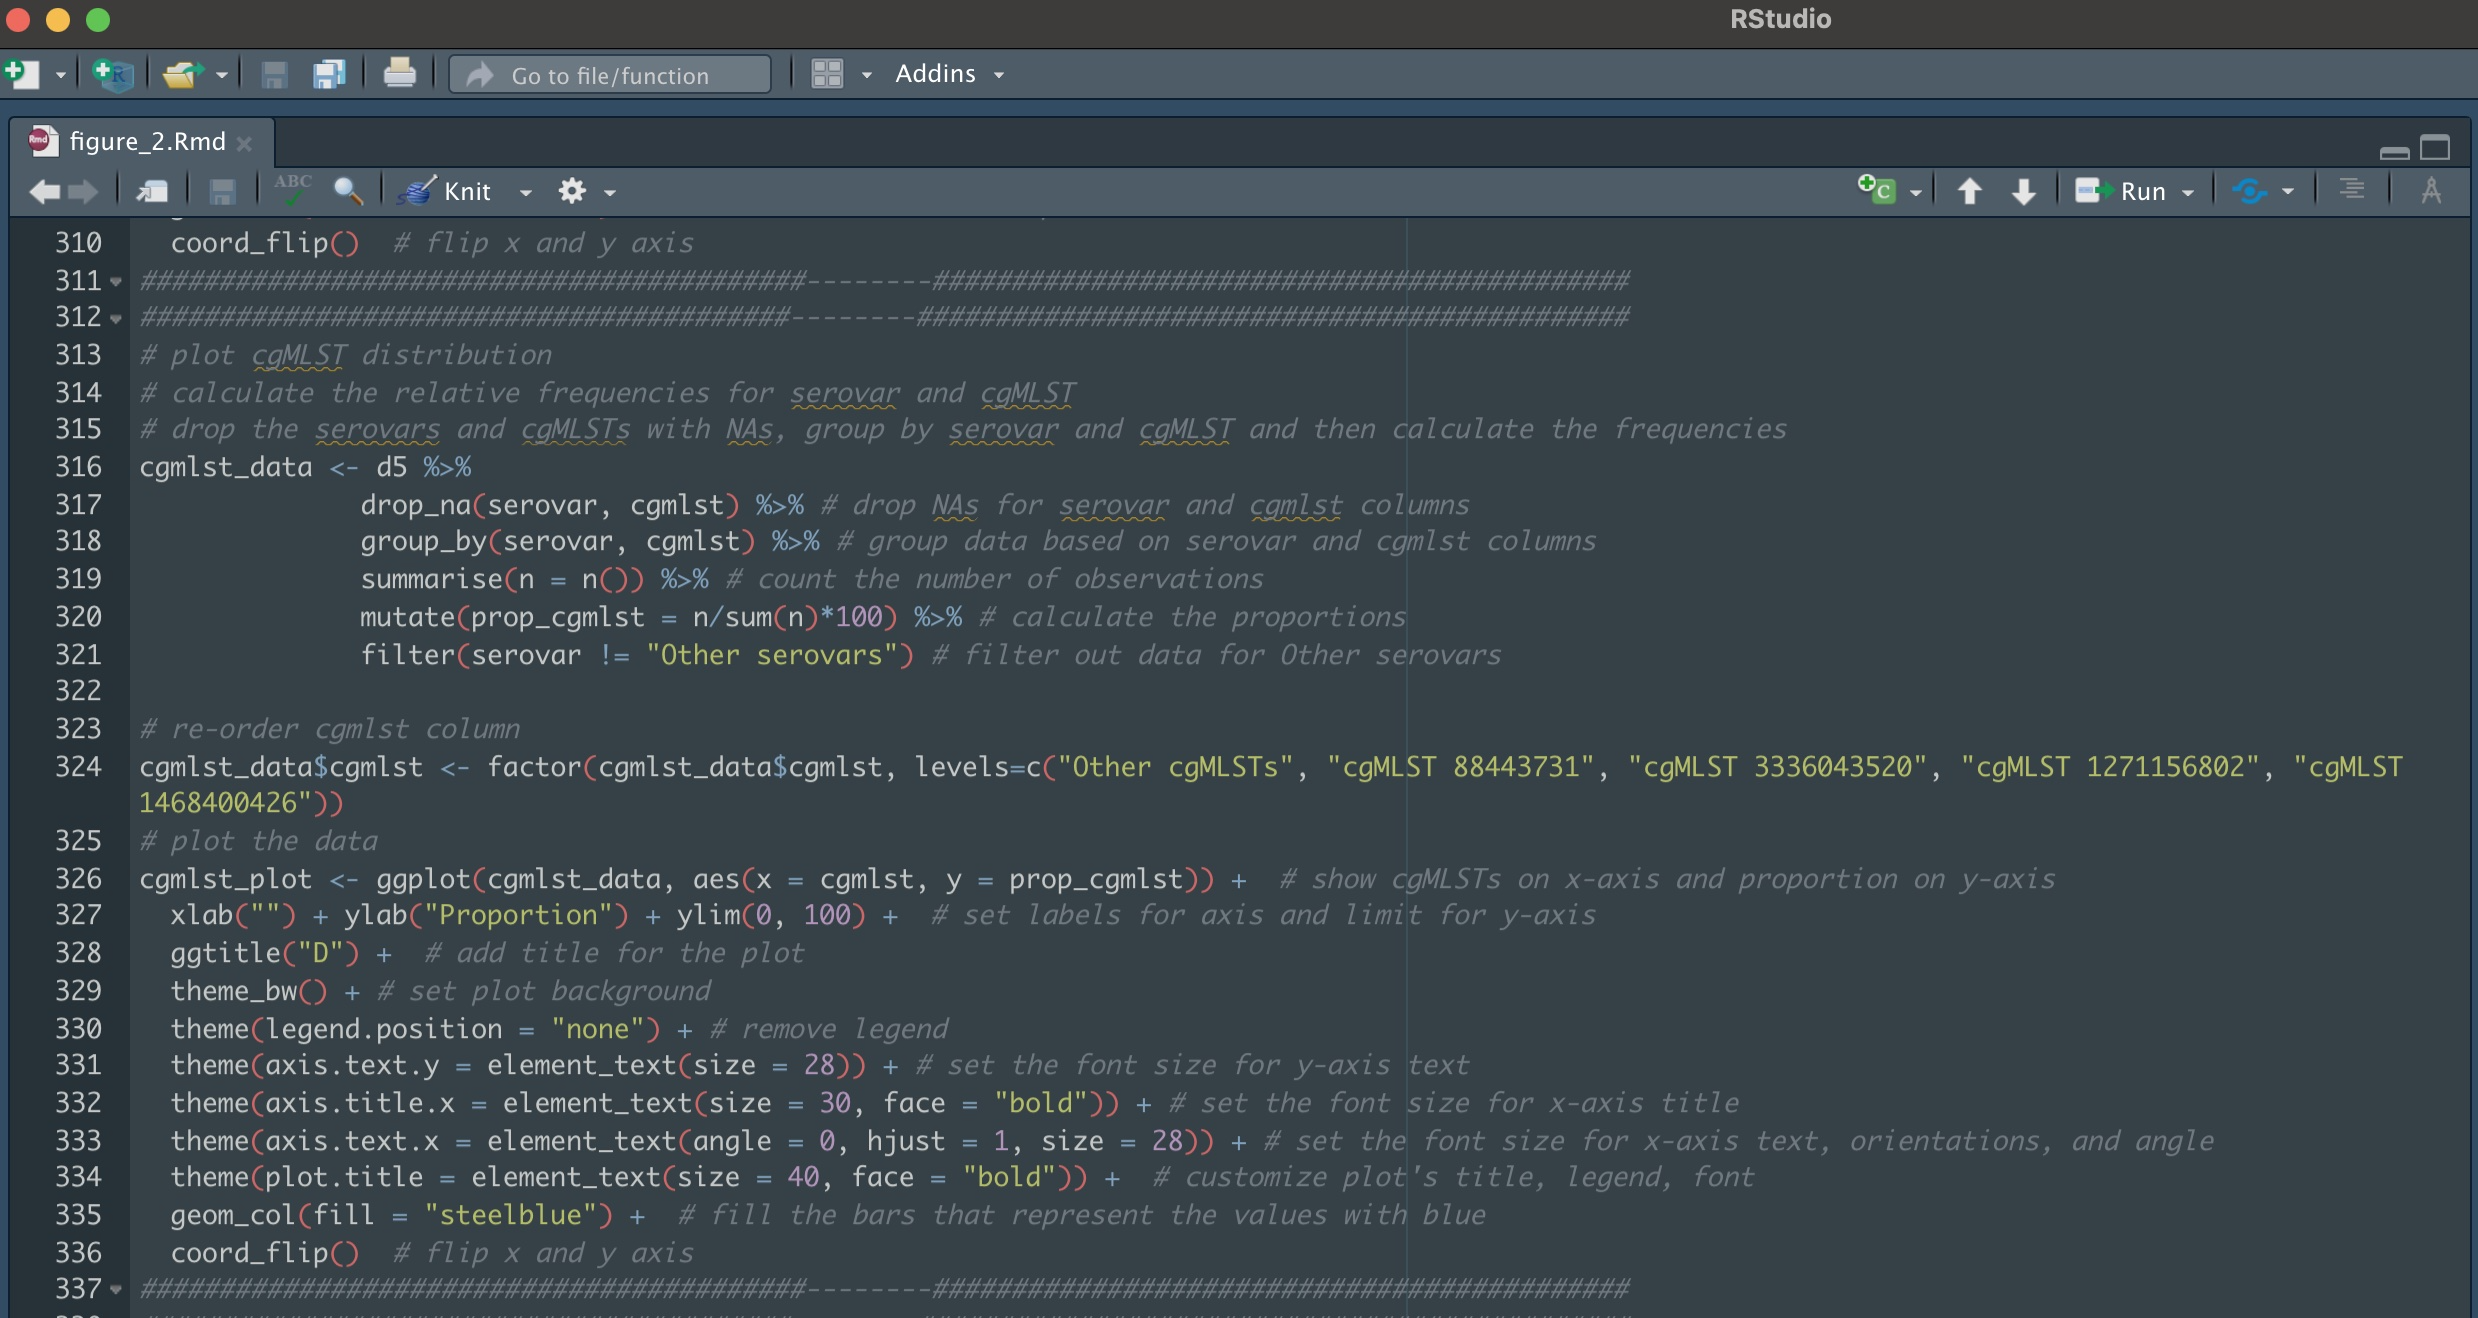 RStudio
Go to file/function
Addins
figure_2.Rmd
ABC
Knit
Run
310 coord_flip()  # flip x and y axis
311 ##########################################--------############################################
312 #########################################--------#############################################
313 # plot cgMLST distribution
314 # calculate the relative frequencies for serovar and cgMLST
315 # drop the serovars and cgMLSTs with NAs, group by serovar and cgMLST and then calculate the frequencies
316 cgmlst_data <- d5 %>%
317               drop_na(serovar, cgmlst) %>% # drop NAs for serovar and cgmlst columns
318               group_by(serovar, cgmlst) %>% # group data based on serovar and cgmlst columns
319               summarise(n = n()) %>% # count the number of observations
320               mutate(prop_cgmlst = n/sum(n)*100) %>% # calculate the proportions
321               filter(serovar != "Other serovars") # filter out data for Other serovars
322
323 # re-order cgmlst column
324 cgmlst_data$cgmlst <- factor(cgmlst_data$cgmlst, levels=c("Other cgMLSTs", "cgMLST 88443731", "cgMLST 3336043520", "cgMLST 1271156802", "cgMLST
1468400426"))
325 # plot the data
326 cgmlst_plot <- ggplot(cgmlst_data, aes(x = cgmlst, y = prop_cgmlst)) +  # show cgMLSTs on x-axis and proportion on y-axis
327   xlab("") + ylab("Proportion") + ylim(0, 100) +  # set labels for axis and limit for y-axis
328   ggtitle("D") +  # add title for the plot
329   theme_bw() + # set plot background
330   theme(legend.position = "none") + # remove legend
331   theme(axis.text.y = element_text(size = 28)) + # set the font size for y-axis text
332   theme(axis.title.x = element_text(size = 30, face = "bold")) + # set the font size for x-axis title
333   theme(axis.text.x = element_text(angle = 0, hjust = 1, size = 28)) + # set the font size for x-axis text, orientations, and angle
334   theme(plot.title = element_text(size = 40, face = "bold")) +  # customize plot's title, legend, font
335   geom_col(fill = "steelblue") +  # fill the bars that represent the values with blue
336   coord_flip()  # flip x and y axis
337 ##########################################--------############################################